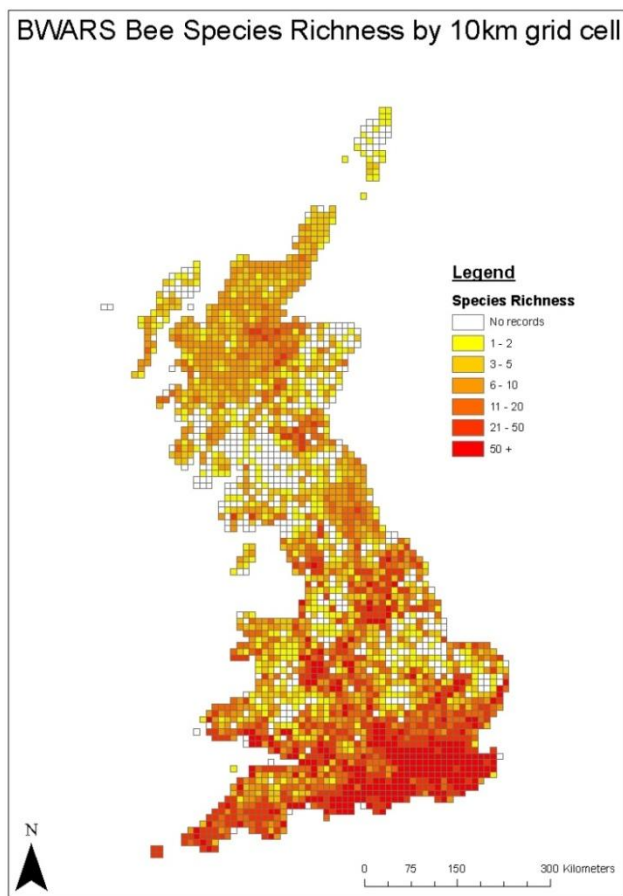 BWARS Bee Species Richness by 10km grid cell
Legend
Species Richness
No records
1 - 2
3 - 5
6 - 10
11 - 20
21 - 50
50 +
N
0 75 150 300 Kilometers